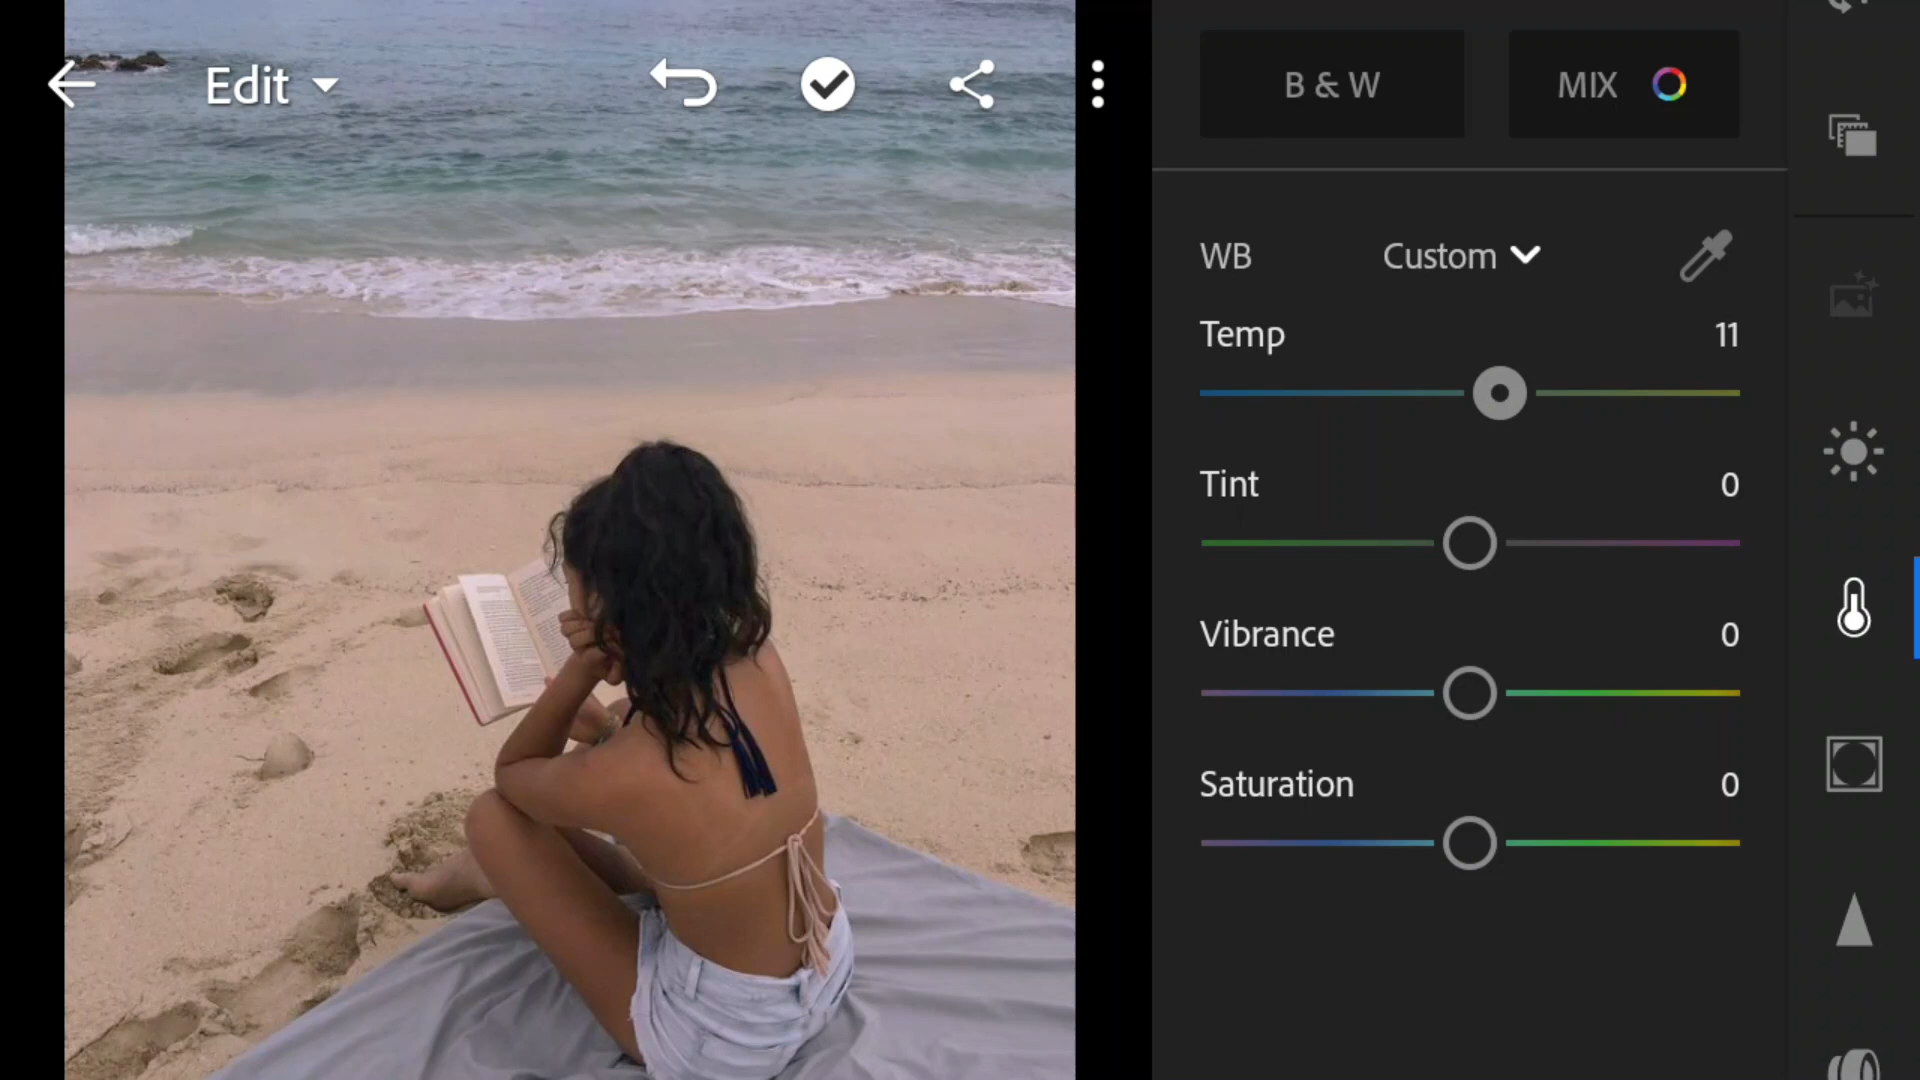 Edit
B & W
MIX
WB
Custom
Temp
11
Tint
0
Vibrance
0
Saturation
0